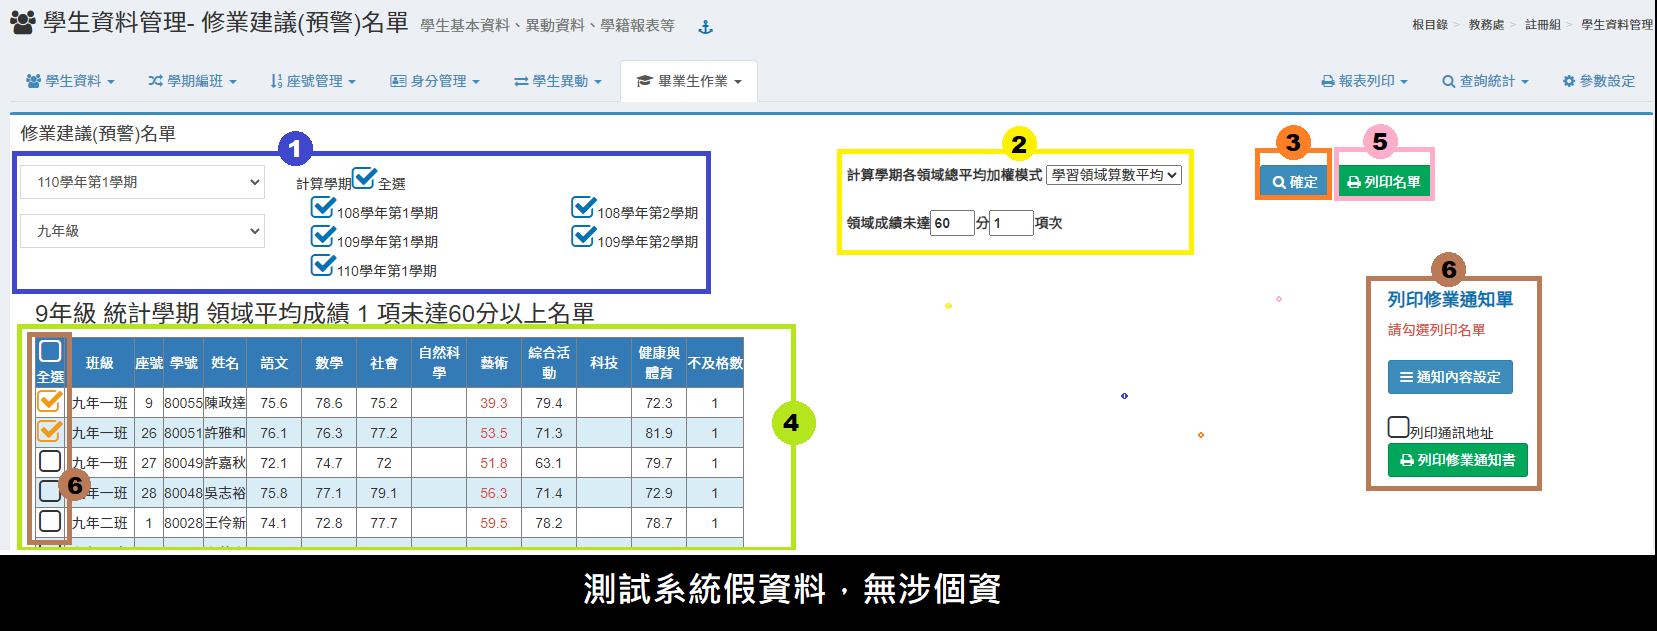 學生資料管理- 修業建議(預警)名單 學生基本資料、異動資料、學籍報表等
根目錄 > 教務處 > 註冊組 > 學生資料管理
學生資料 學期編班 座號管理 身分管理 學生異動 畢業生作業 報表列印 查詢統計 參數設定
修業建議(預警)名單
1
2
3
5
110學年第1學期
九年級
計算學期 全選
108學年第1學期 108學年第2學期
109學年第1學期 109學年第2學期
110學年第1學期
計算學期各領域總平均加權模式 學習領域算數平均
領域成績未達 60 分 1 項次
確定
列印名單
6
列印修業通知單
請勾選列印名單
通知內容設定
列印通訊地址
列印修業通知書
9年級 統計學期 領域平均成績 1 項未達60分以上名單
4
全選 班級 座號 學號 姓名 語文 數學 社會 自然科學 藝術 綜合活動 科技 健康與體育 不及格數
九年一班 9 80055 陳政達 75.6 78.6 75.2 39.3 79.4 72.3 1
九年一班 26 80051 許雅和 76.1 76.3 77.2 53.5 71.3 81.9 1
九年一班 27 80049 許嘉秋 72.1 74.7 72 51.8 63.1 79.7 1
6
年一班 28 80048 吳志裕 75.8 77.1 79.1 56.3 71.4 72.9 1
九年二班 1 80028 王伶新 74.1 72.8 77.7 59.5 78.2 78.7 1
測試系統假資料，無涉個資